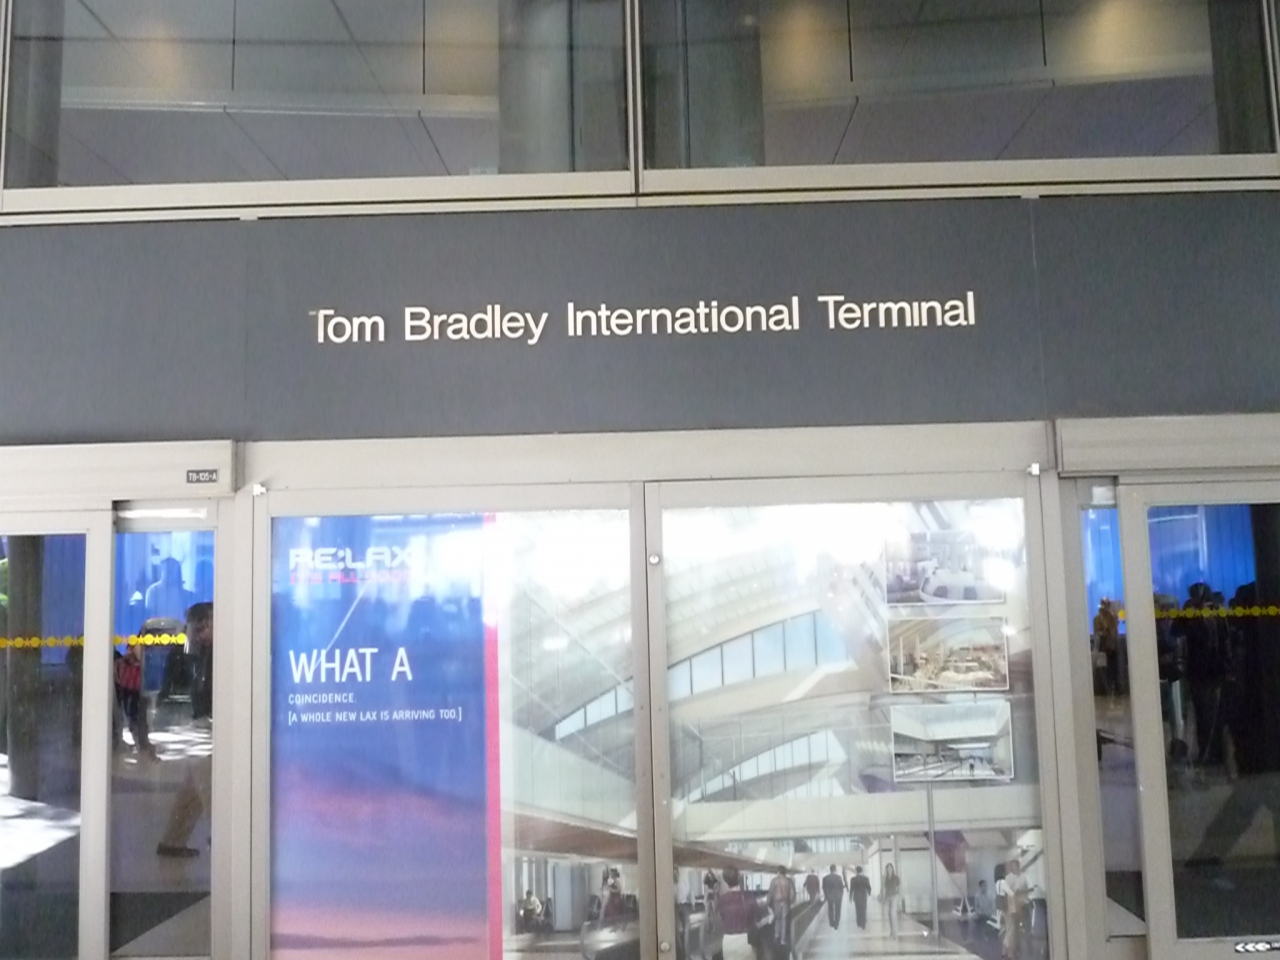 Tom Bradley International Terminal
TB-105-A
RE:LAX
WHAT A
COINCIDENCE.
[A WHOLE NEW LAX IS ARRIVING TOO.]